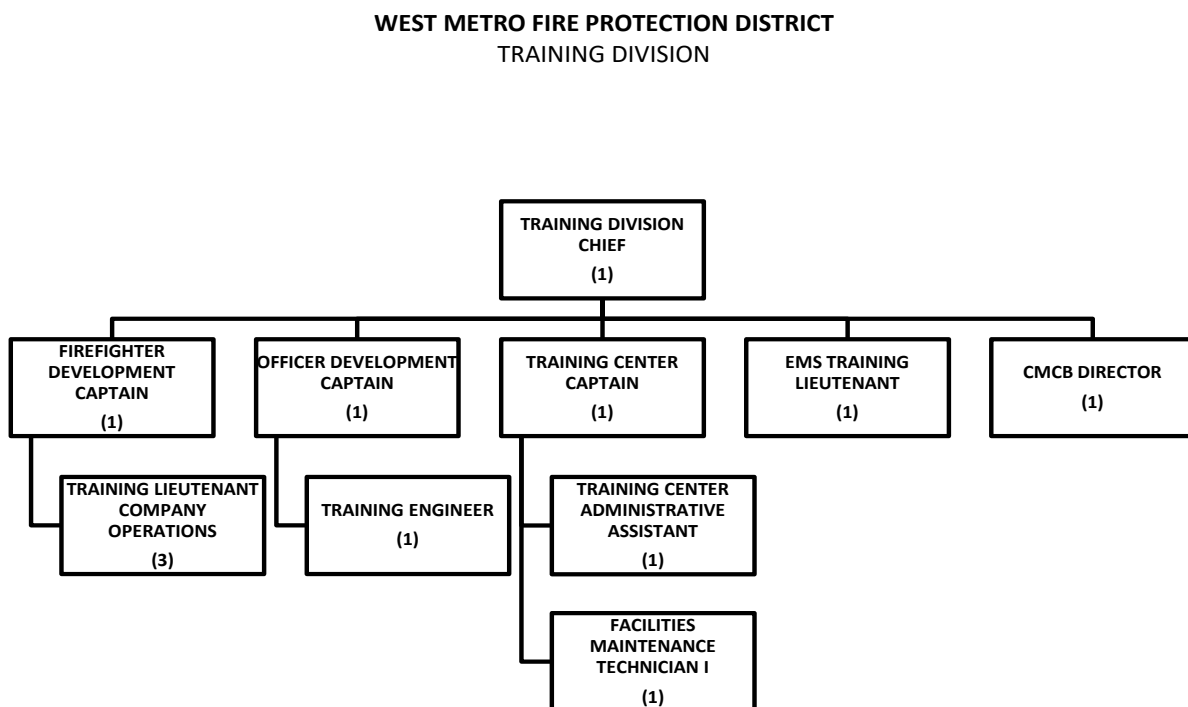 WEST METRO FIRE PROTECTION DISTRICT
TRAINING DIVISION
TRAINING DIVISION
CHIEF
(1)
FIREFIGHTER
DEVELOPMENT
CAPTAIN
(1)
OFFICER DEVELOPMENT
CAPTAIN
(1)
TRAINING CENTER
CAPTAIN
(1)
EMS TRAINING
LIEUTENANT
(1)
CMCB DIRECTOR
(1)
TRAINING LIEUTENANT
COMPANY
OPERATIONS
(3)
TRAINING ENGINEER
(1)
TRAINING CENTER
ADMINISTRATIVE
ASSISTANT
(1)
FACILITIES
MAINTENANCE
TECHNICIAN I
(1)